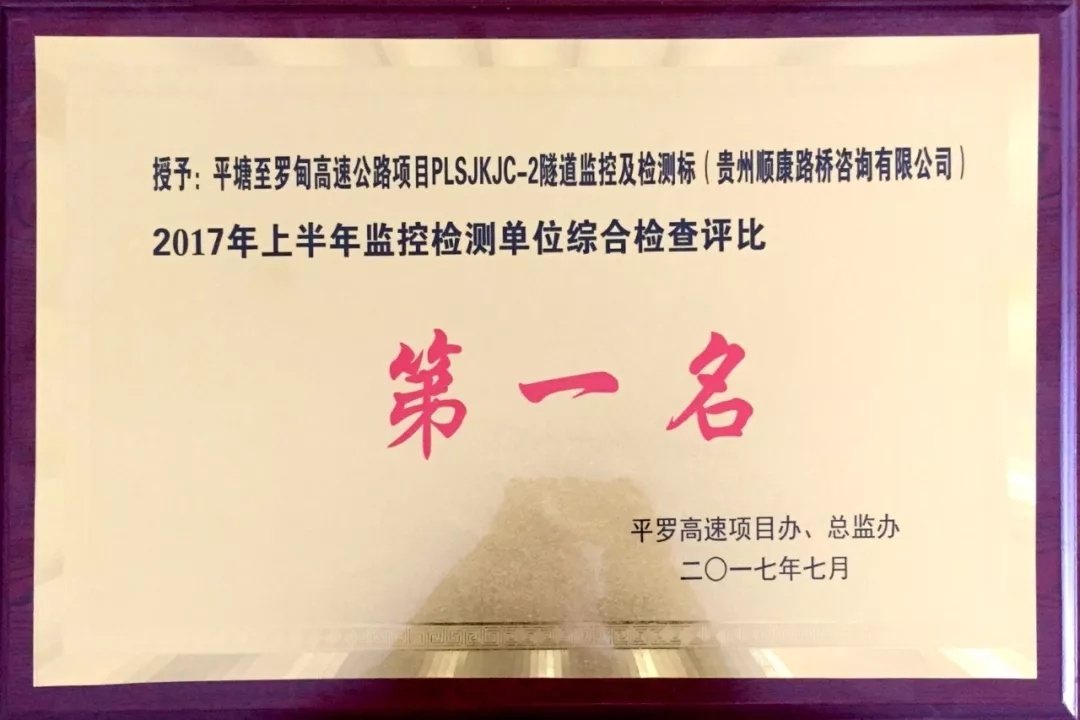 授予：平塘至罗甸高速公路项目PLSJKJC-2隧道监控及检测标（贵州顺康路桥咨询有限公司）
2017年上半年监控检测单位综合检查评比
第一名
平罗高速项目办、总监办
二〇一七年七月